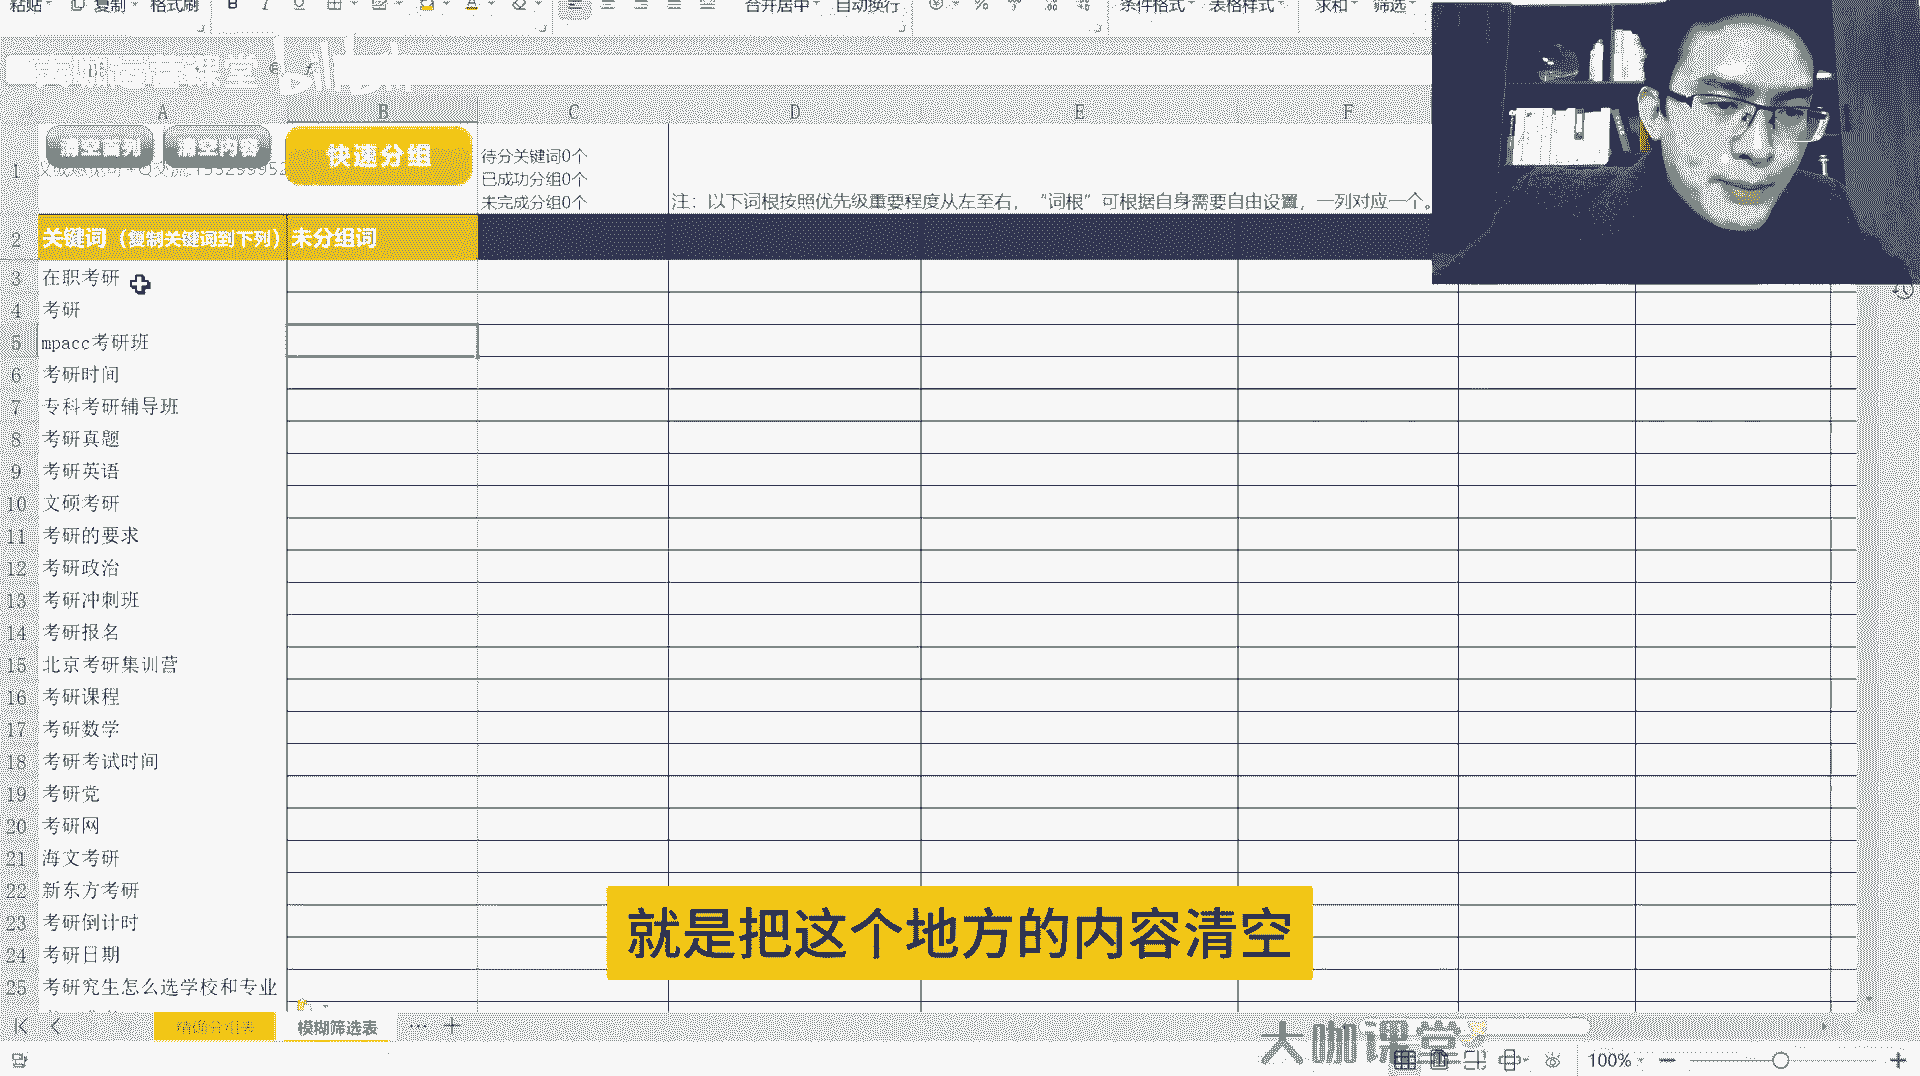 粘贴 复制 格式刷 B I U A 合并居中 自动换行 % 条件格式 表格样式 求和 筛选
A B C D E F
清空首列 清空内容 快速分组
1
待分关键词0个
已成功分组0个
未完成分组0个
注：以下词根按照优先级重要程度从左至右，“词根”可根据自身需要自由设置，一列对应一个。
2 关键词（复制关键词到下列） 未分组词
3 在职考研
4 考研
5 mpacc考研班
6 考研时间
7 专科考研辅导班
8 考研真题
9 考研英语
10 文硕考研
11 考研的要求
12 考研政治
13 考研冲刺班
14 考研报名
15 北京考研集训营
16 考研课程
17 考研数学
18 考研考试时间
19 考研党
20 考研网
21 海文考研
22 新东方考研
23 考研倒计时
24 考研日期
25 考研究生怎么选学校和专业
就是把这个地方的内容清空
模糊筛选表 ··· +
大咖课堂
100%